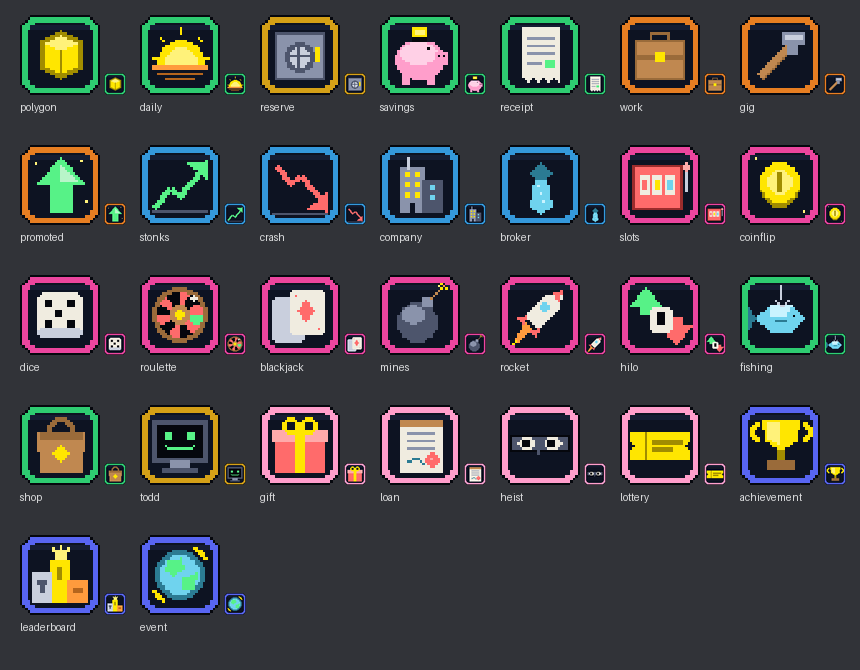 polygon
daily
reserve
savings
receipt
work
gig
promoted
stonks
crash
company
broker
slots
coinflip
dice
roulette
blackjack
mines
rocket
hilo
fishing
shop
todd
gift
loan
heist
lottery
achievement
leaderboard
event